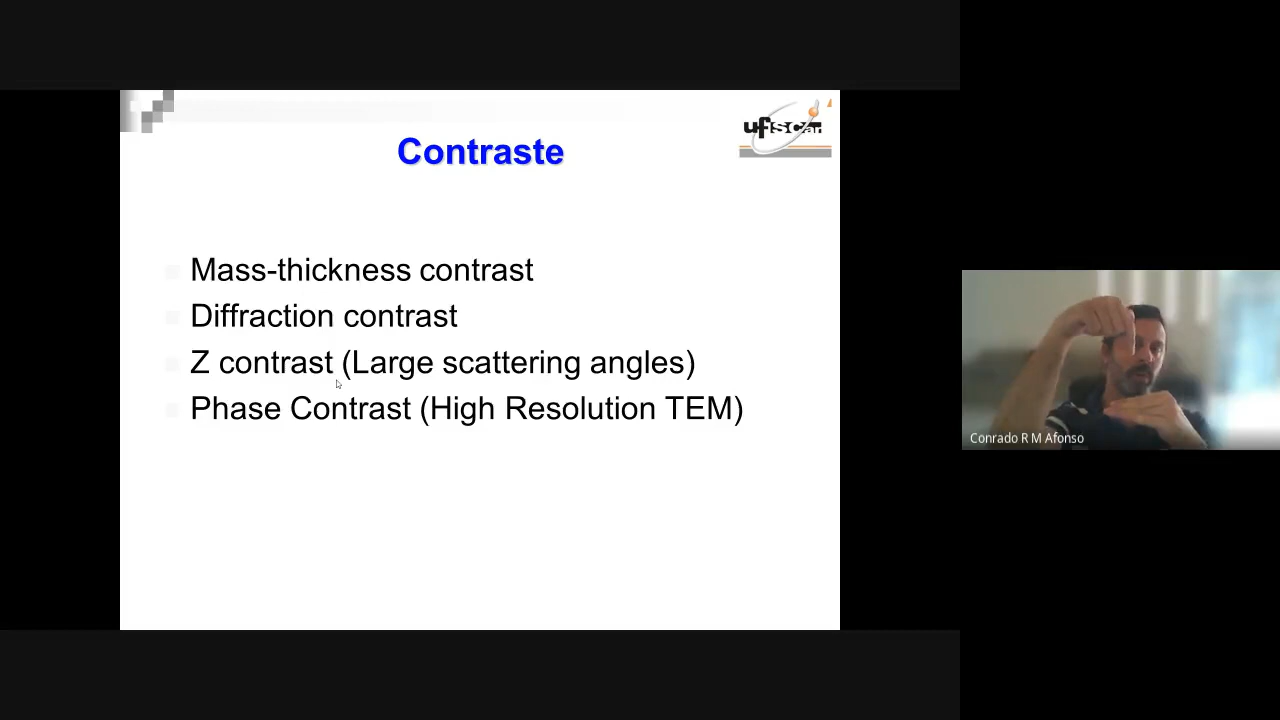 Contraste
ufscar
Mass-thickness contrast
Diffraction contrast
Z contrast (Large scattering angles)
Phase Contrast (High Resolution TEM)
Conrado R M Afonso